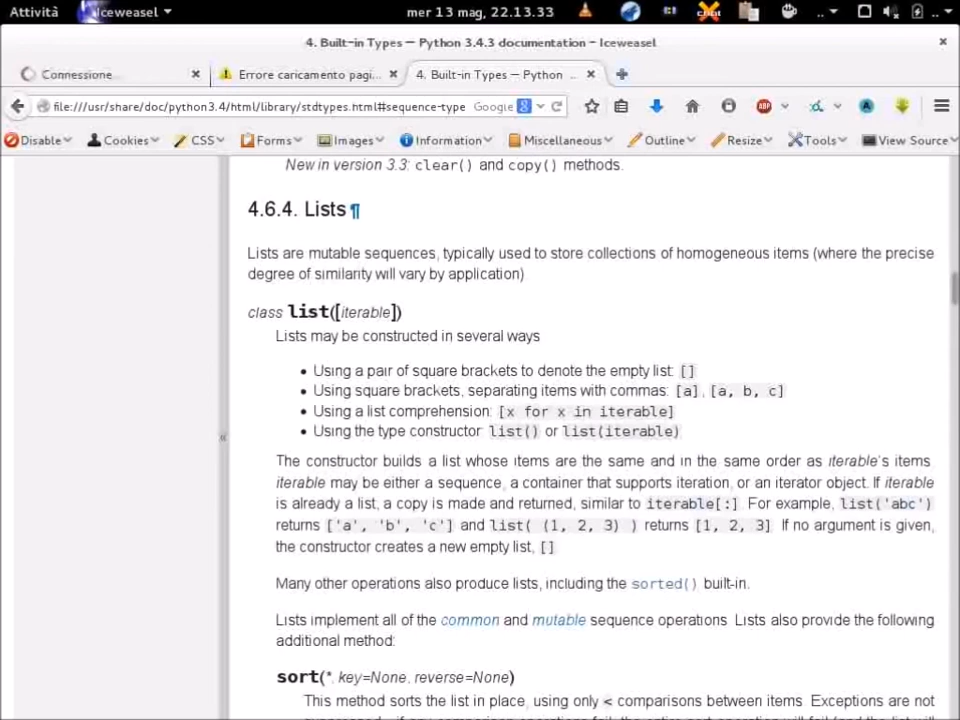 Attività Iceweasel mer 13 mag, 22.13.33
4. Built-in Types — Python 3.4.3 documentation - Iceweasel
Connessione Errore caricamento pagi... 4. Built-in Types — Python ...
file:///usr/share/doc/python3.4/html/library/stdtypes.html#sequence-type Google
Disable Cookies CSS Forms Images Information Miscellaneous Outline Resize Tools View Source
New in version 3.3: clear() and copy() methods.
4.6.4. Lists ¶
Lists are mutable sequences, typically used to store collections of homogeneous items (where the precise
degree of similarity will vary by application)
class list([iterable])
Lists may be constructed in several ways
• Using a pair of square brackets to denote the empty list: []
• Using square brackets, separating items with commas: [a], [a, b, c]
• Using a list comprehension: [x for x in iterable]
• Using the type constructor: list() or list(iterable)
The constructor builds a list whose items are the same and in the same order as iterable's items
iterable may be either a sequence, a container that supports iteration, or an iterator object. If iterable
is already a list, a copy is made and returned, similar to iterable[:] For example, list('abc')
returns ['a', 'b', 'c'] and list( (1, 2, 3) ) returns [1, 2, 3] If no argument is given,
the constructor creates a new empty list, []
Many other operations also produce lists, including the sorted() built-in.
Lists implement all of the common and mutable sequence operations Lists also provide the following
additional method:
sort(*, key=None, reverse=None)
This method sorts the list in place, using only < comparisons between items. Exceptions are not